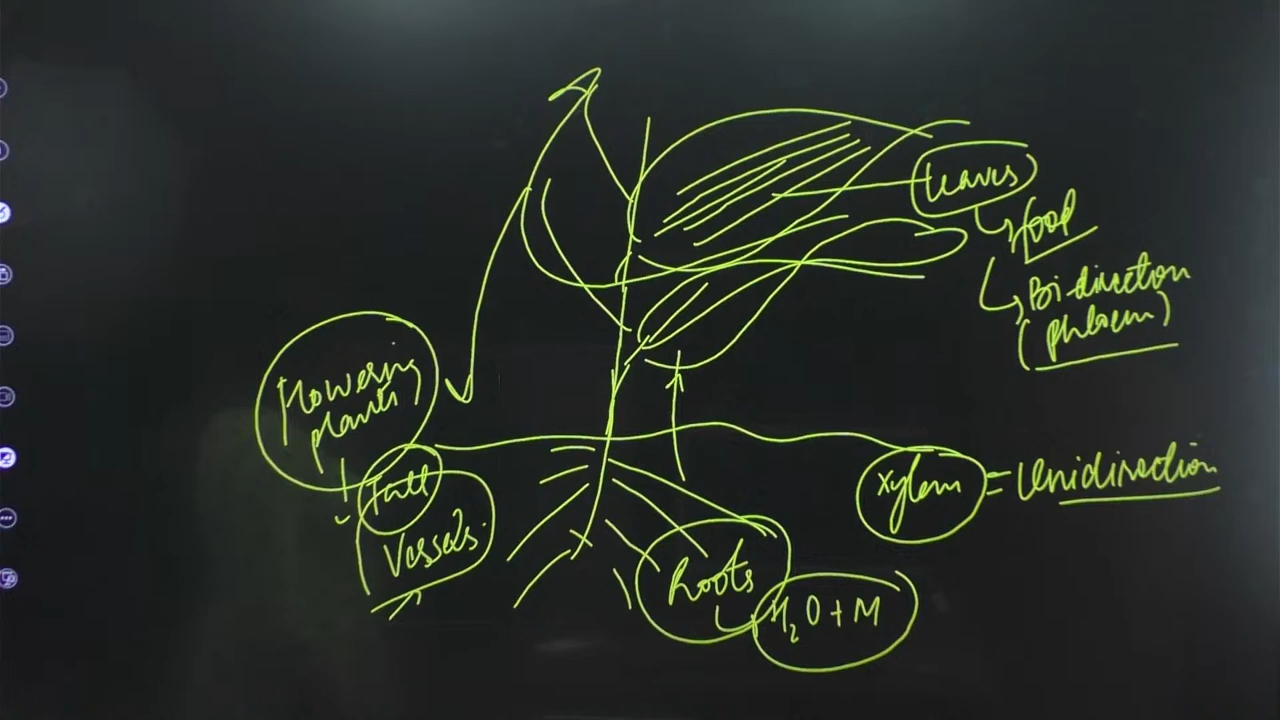 Leaves
food
Bi-direction
(phloem)
Flowering
plants
Tall
Vessels
Xylem = Unidirection
Roots
H₂O + M